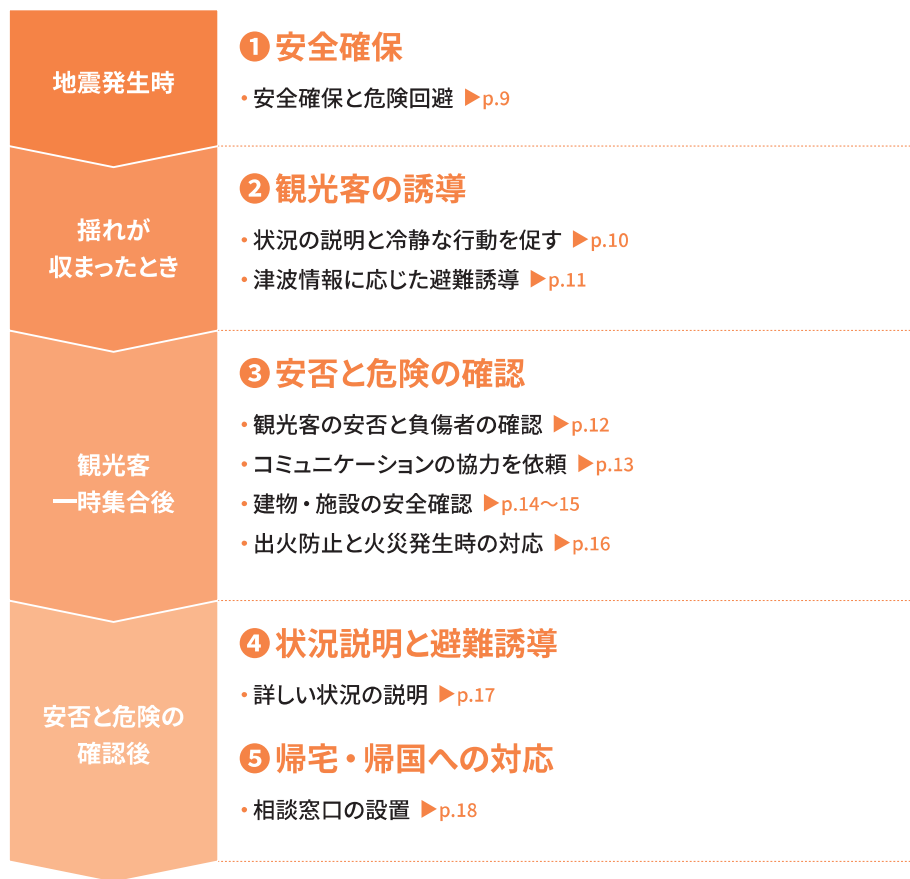 地震発生時
❶安全確保
・安全確保と危険回避 ▶p.9
揺れが
収まったとき
❷観光客の誘導
・状況の説明と冷静な行動を促す ▶p.10
・津波情報に応じた避難誘導 ▶p.11
観光客
一時集合後
❸安否と危険の確認
・観光客の安否と負傷者の確認 ▶p.12
・コミュニケーションの協力を依頼 ▶p.13
・建物・施設の安全確認 ▶p.14〜15
・出火防止と火災発生時の対応 ▶p.16
安否と危険の
確認後
❹状況説明と避難誘導
・詳しい状況の説明 ▶p.17
❺帰宅・帰国への対応
・相談窓口の設置 ▶p.18